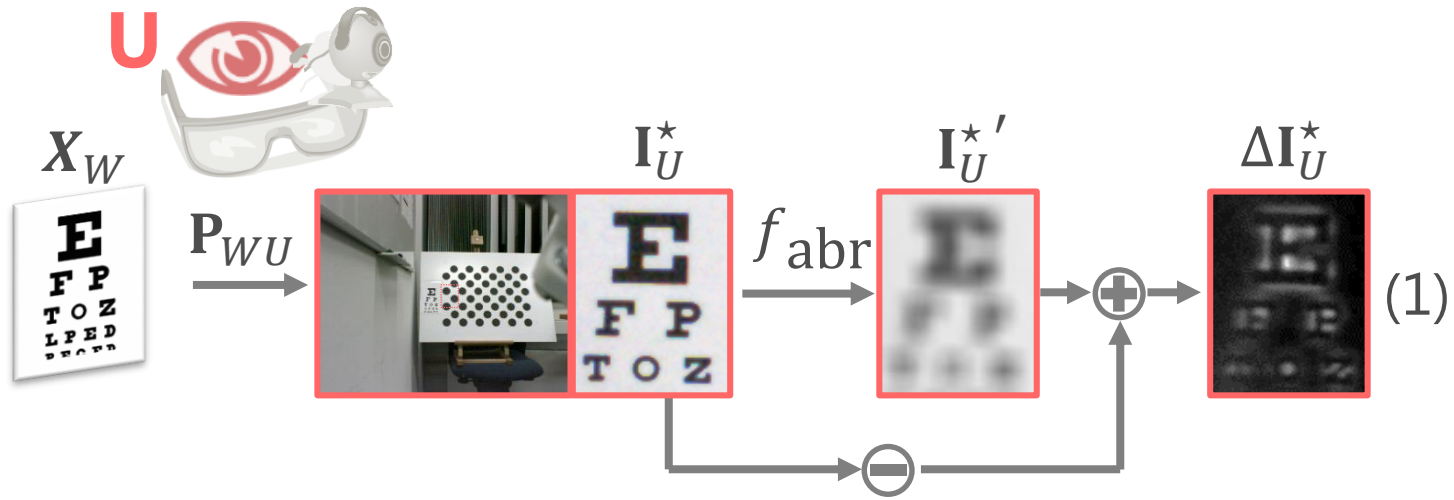 U
X_W
E
F P
T O Z
L P E D
P_WU
I*_U
E
F P
T O Z
f_abr
I*_U′
ΔI*_U
(1)